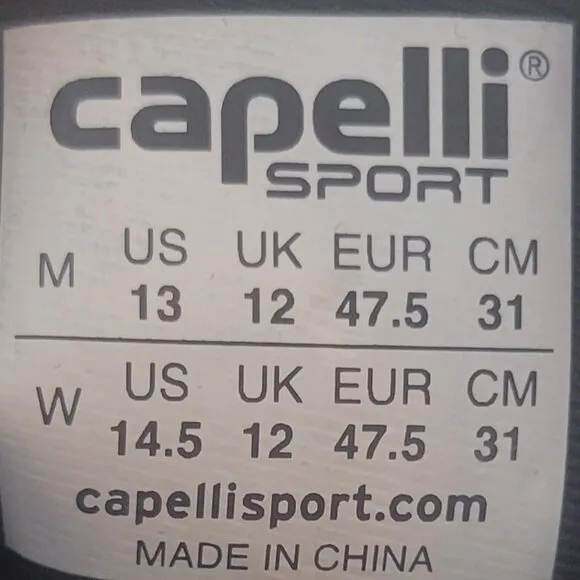 capelli®
SPORT
M US UK EUR CM
13 12 47.5 31
W US UK EUR CM
14.5 12 47.5 31
capellisport.com
MADE IN CHINA